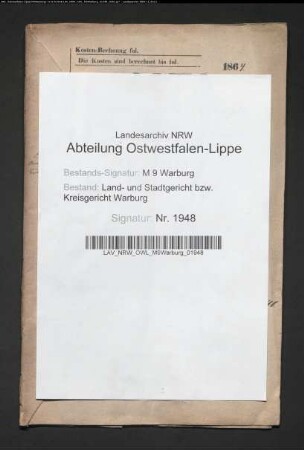 Kosten-Rechnung fol.
Die Kosten sind berechnet bis fol.
186
Landesarchiv NRW
Abteilung Ostwestfalen-Lippe
Bestands-Signatur: M 9 Warburg
Bestand: Land- und Stadtgericht bzw.
Kreisgericht Warburg
Signatur: Nr. 1948
LAV_NRW_OWL_M9Warburg_01948